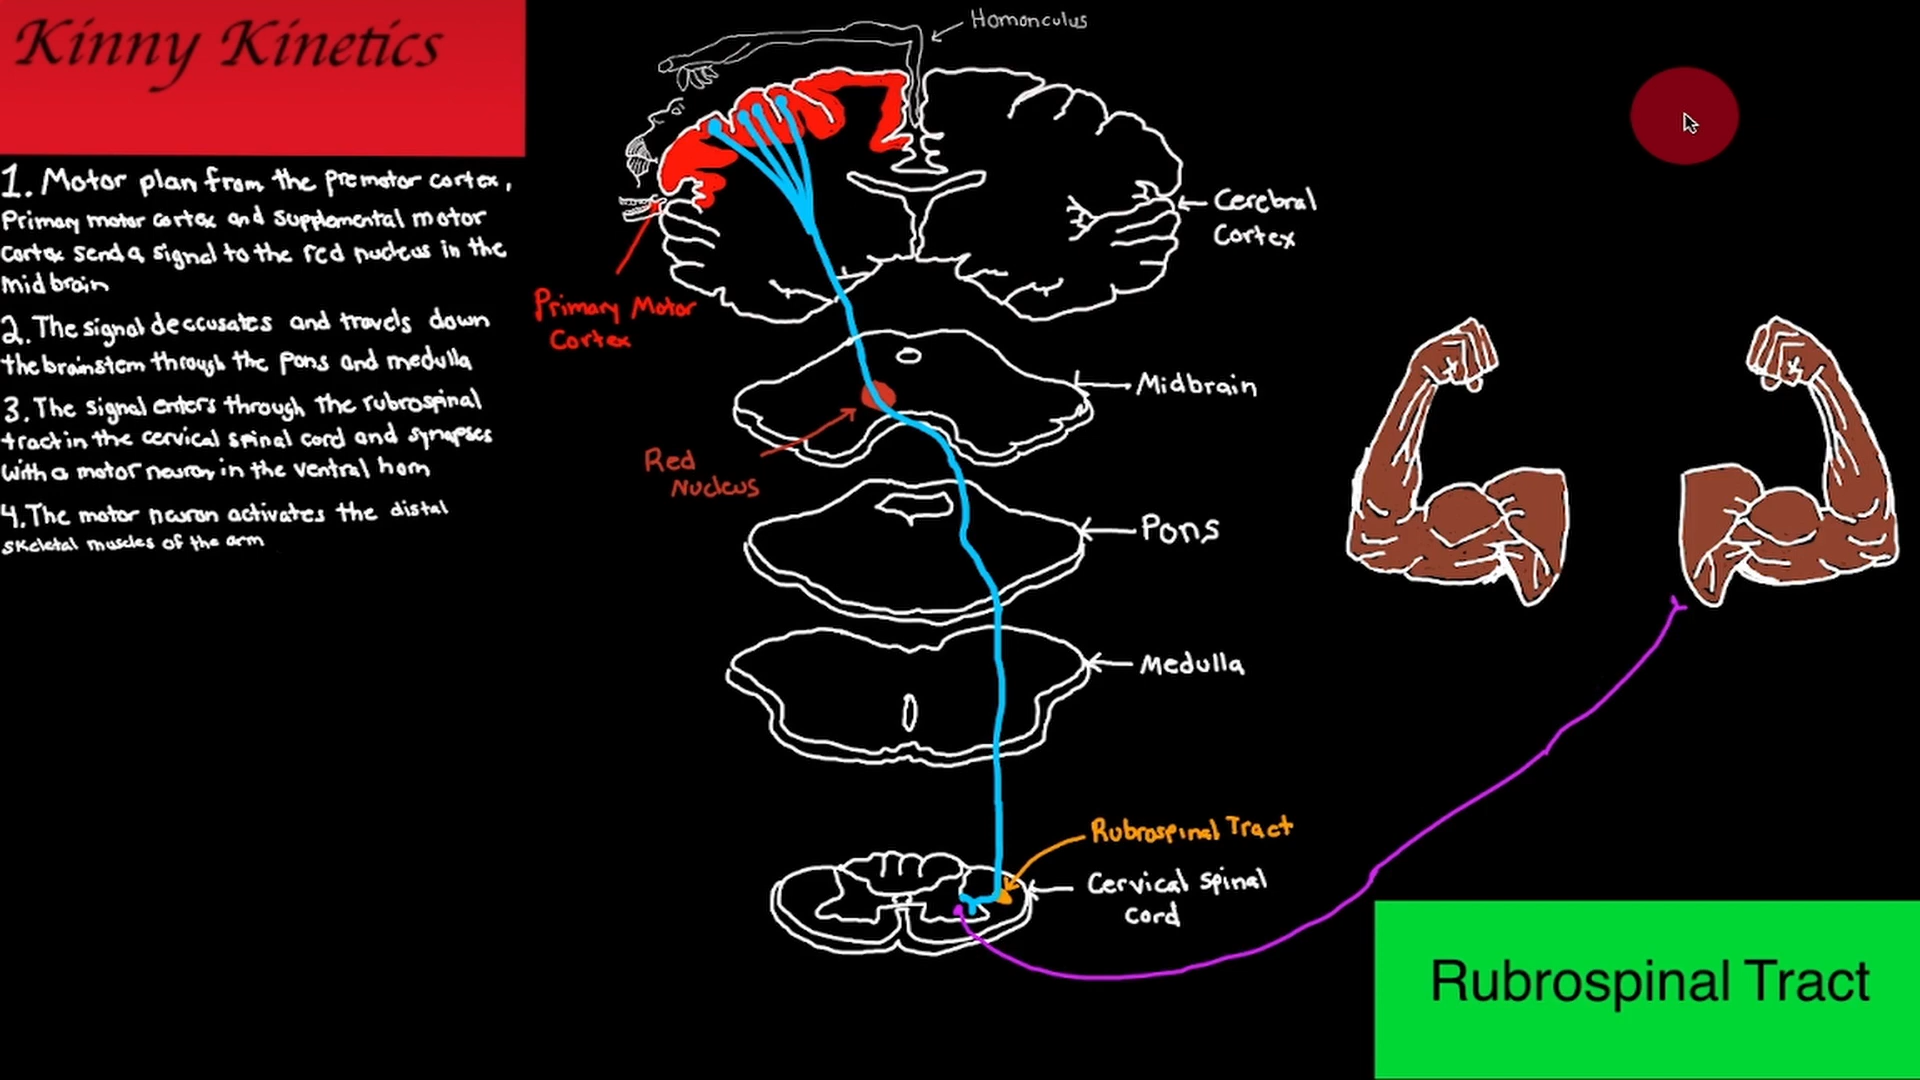 Kinny Kinetics
1. Motor plan from the premotor cortex,
Primary motor cortex and supplemental motor
cortex send a signal to the red nucleus in the
midbrain
2. The signal deccusates and travels down
the brainstem through the pons and medulla
3. The signal enters through the rubrospinal
tract in the cervical spinal cord and synapses
with a motor neuron in the ventral horn
4. The motor neuron activates the distal
skeletal muscles of the arm
Homonculus
Cerebral
Cortex
Primary Motor
Cortex
Midbrain
Red
Nucleus
Pons
Medulla
Rubrospinal Tract
Cervical Spinal
Cord
Rubrospinal Tract